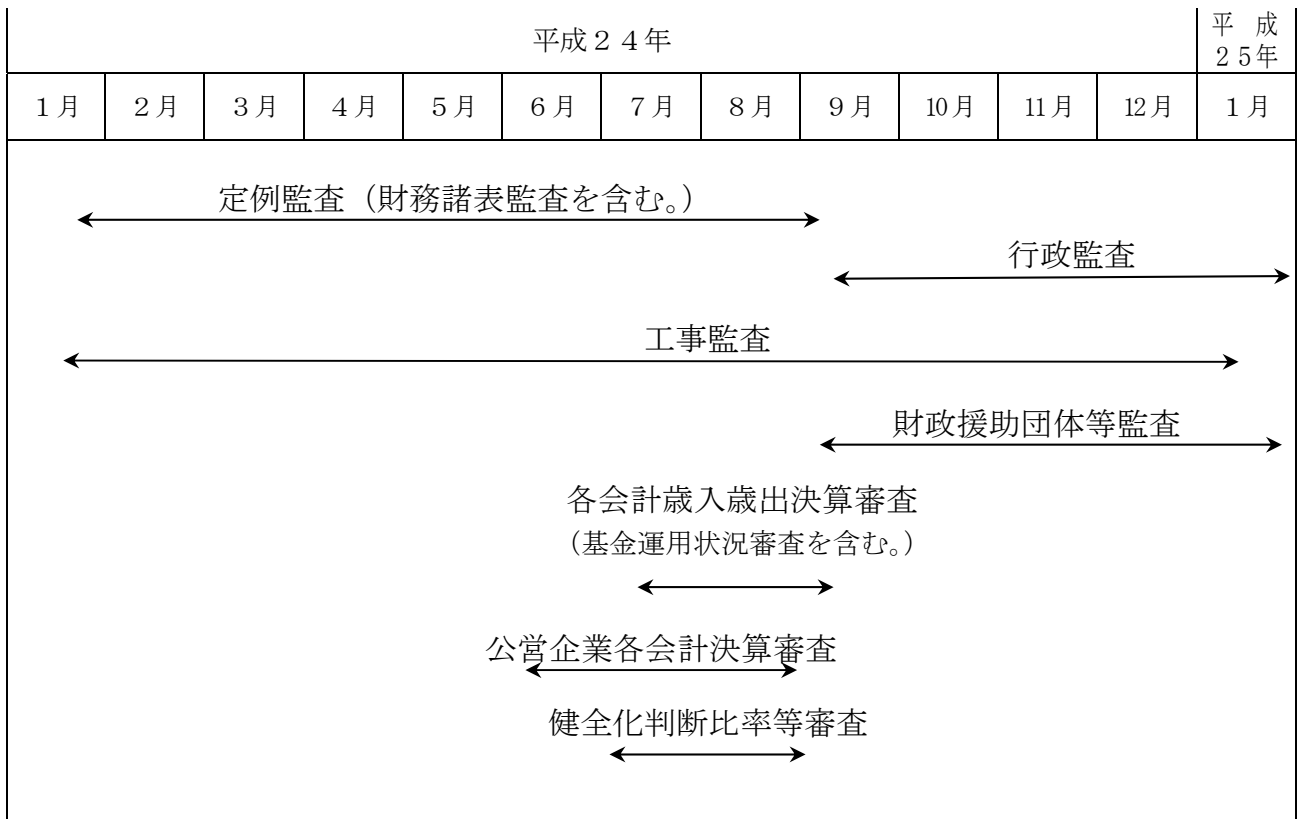 平成２４年
平　成
２５年
１月 ２月 ３月 ４月 ５月 ６月 ７月 ８月 ９月 10月 11月 12月 １月
定例監査（財務諸表監査を含む。）
行政監査
工事監査
財政援助団体等監査
各会計歳入歳出決算審査
（基金運用状況審査を含む。）
公営企業各会計決算審査
健全化判断比率等審査